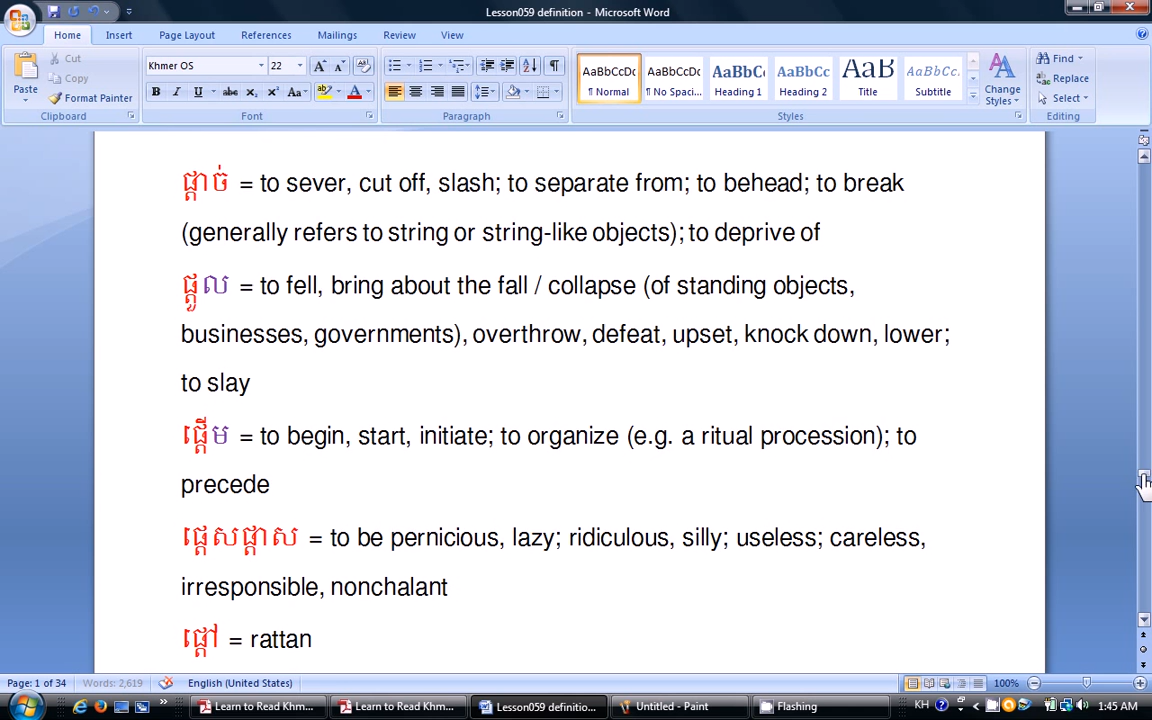 Lesson059 definition - Microsoft Word
Home Insert Page Layout References Mailings Review View
Paste Cut Copy Format Painter Clipboard
Khmer OS 22 Font
Paragraph
AaBbCcDc ¶ Normal AaBbCcDc ¶ No Spaci... AaBbC Heading 1 AaBbCc Heading 2 AaB Title AaBbCc. Subtitle Change Styles Styles
Find Replace Select Editing
ផ្តាច់ = to sever, cut off, slash; to separate from; to behead; to break
(generally refers to string or string-like objects); to deprive of
ផ្តួល = to fell, bring about the fall / collapse (of standing objects,
businesses, governments), overthrow, defeat, upset, knock down, lower;
to slay
ផ្តើម = to begin, start, initiate; to organize (e.g. a ritual procession); to
precede
ផ្តេសផ្តាស = to be pernicious, lazy; ridiculous, silly; useless; careless,
irresponsible, nonchalant
ផ្តៅ = rattan
Page: 1 of 34 Words: 2,619 English (United States) 100%
Learn to Read Khm... Learn to Read Khm... Lesson059 definitio... Untitled - Paint Flashing KH 1:45 AM